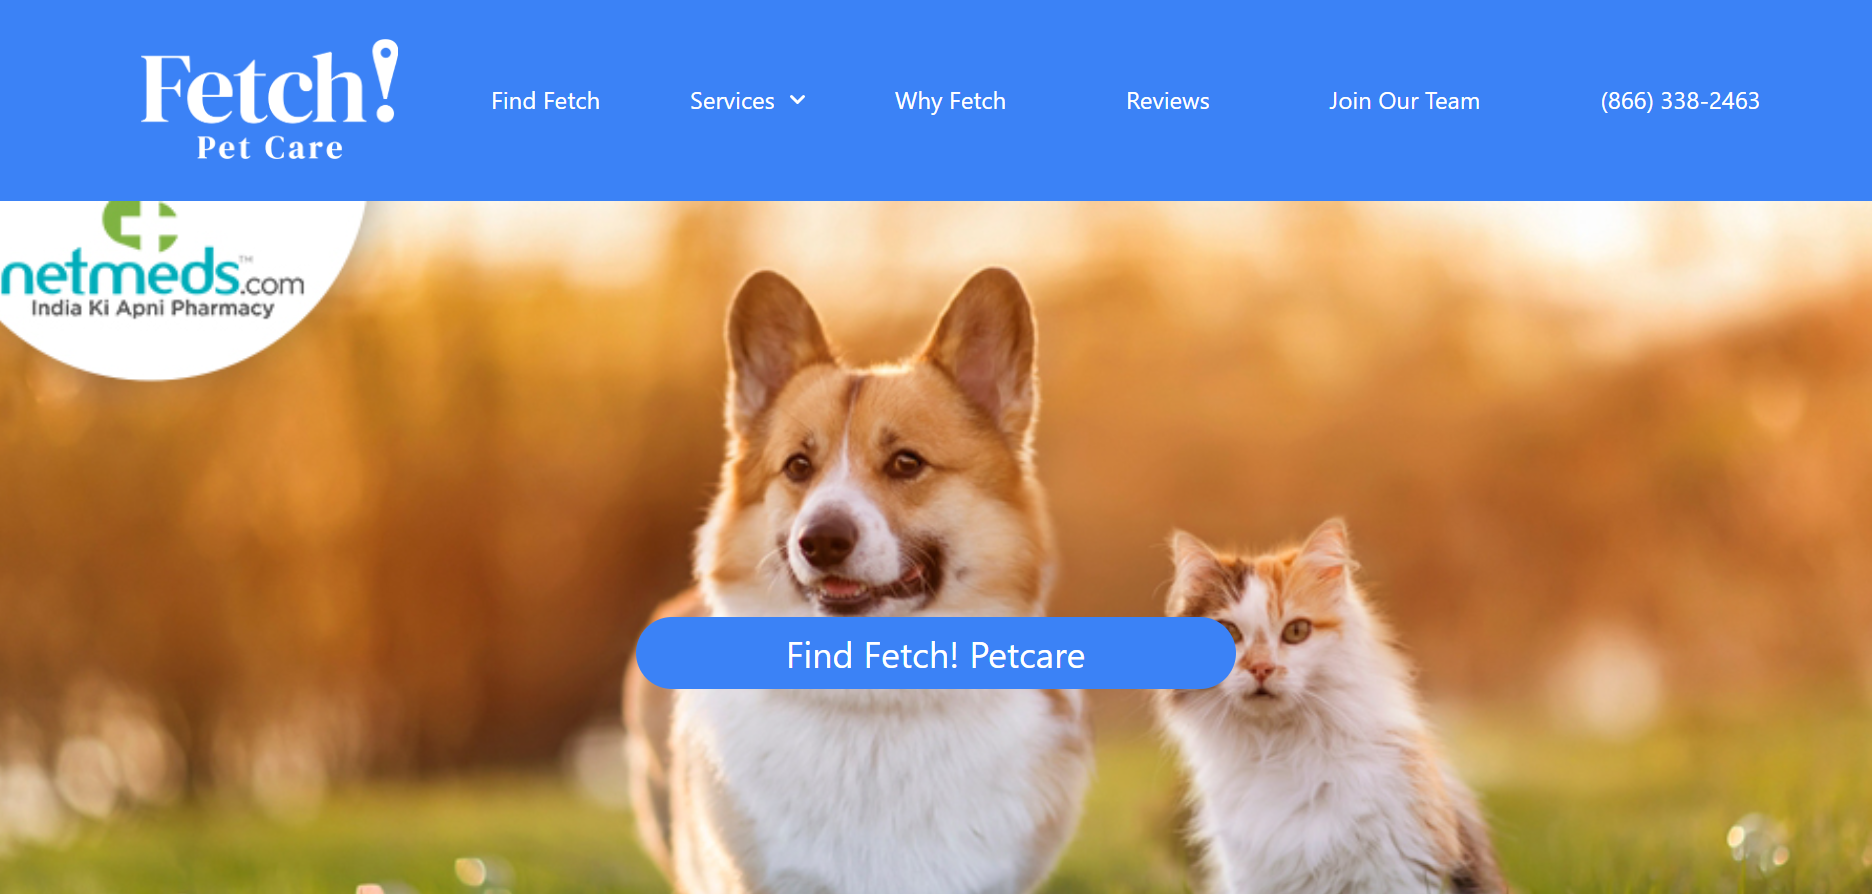 Fetch!
Pet Care
Find Fetch
Services
Why Fetch
Reviews
Join Our Team
(866) 338-2463
netmeds.com™
India Ki Apni Pharmacy
Find Fetch! Petcare